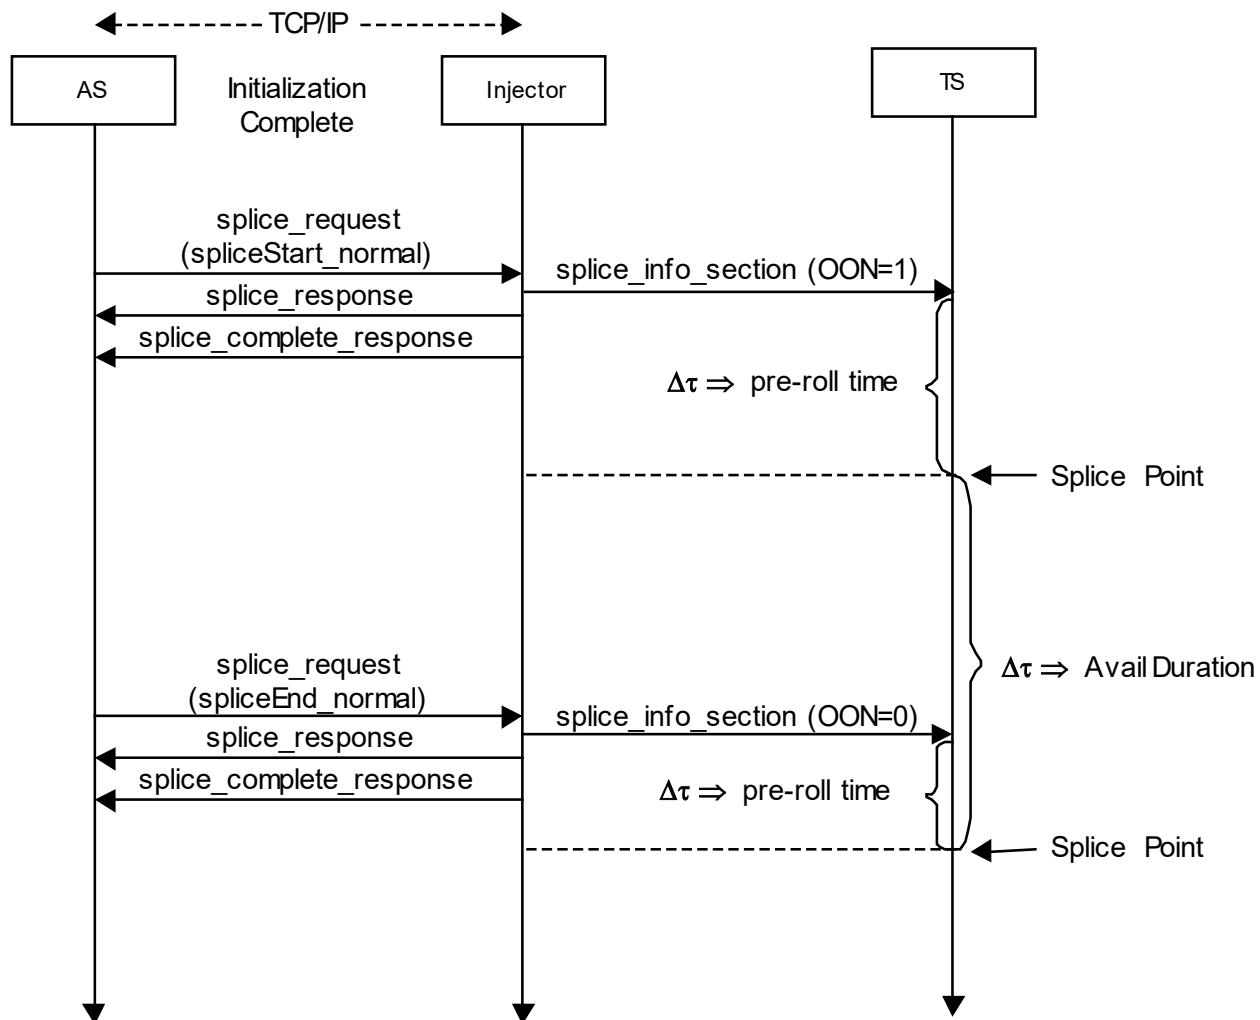 TCP/IP
AS
Initialization
Complete
Injector
TS
splice_request
(spliceStart_normal)
splice_info_section (OON=1)
splice_response
splice_complete_response
Δτ ⇒ pre-roll time
Splice Point
splice_request
(spliceEnd_normal)
Δτ ⇒ Avail Duration
splice_info_section (OON=0)
splice_response
splice_complete_response
Δτ ⇒ pre-roll time
Splice Point